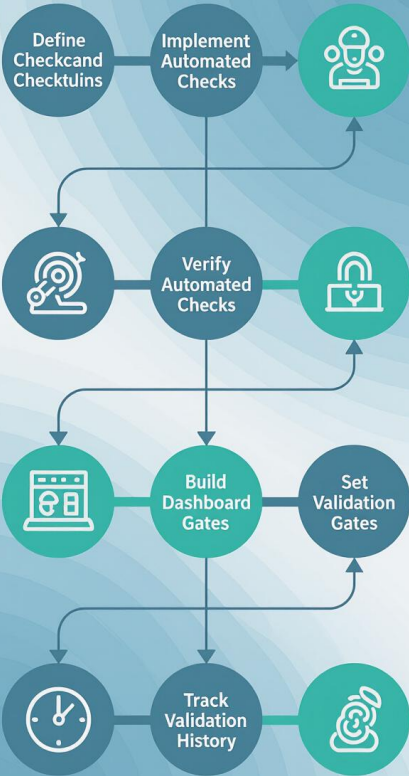 Define
Checkcand
Checktulins
Implement
Automated
Checks
Verify
Automated
Checks
Build
Dashboard
Gates
Set
Validation
Gates
Track
Validation
History